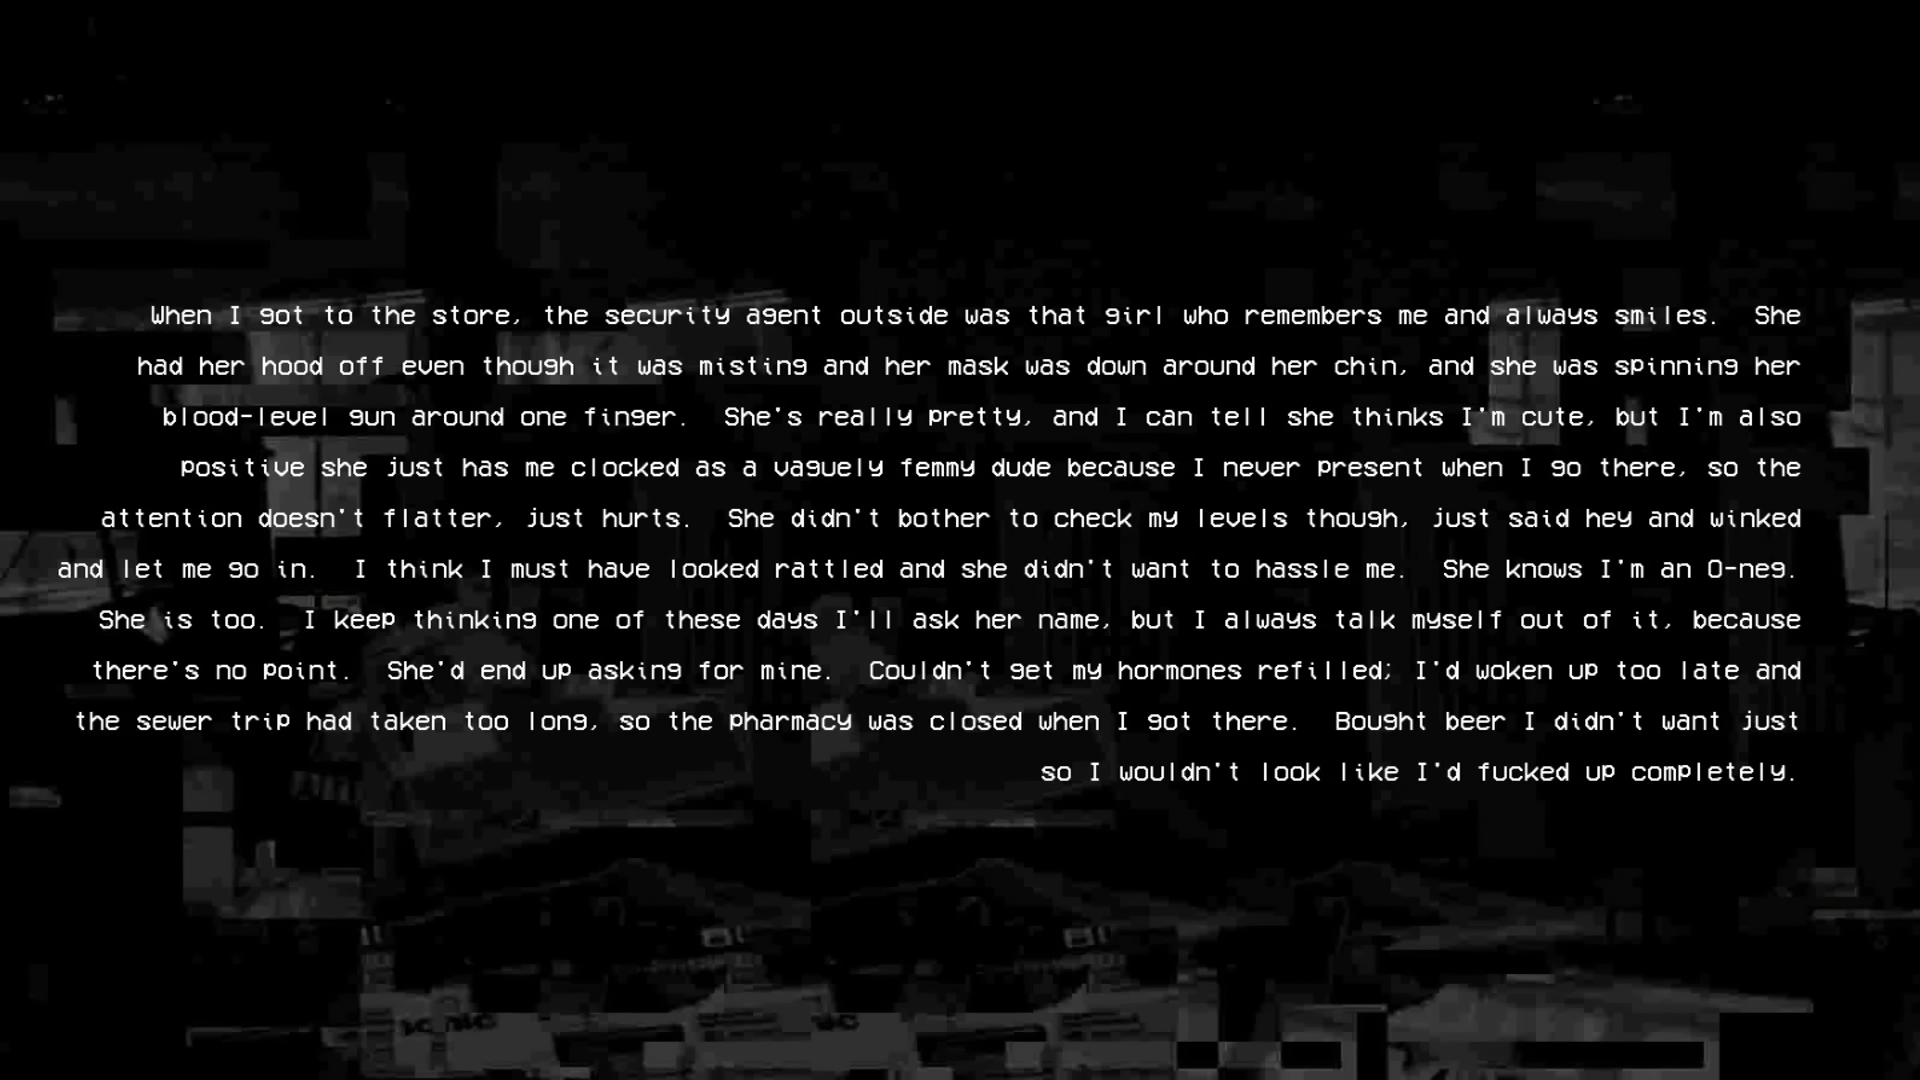 When I got to the store, the security agent outside was that girl who remembers me and always smiles.  She
had her hood off even though it was misting and her mask was down around her chin, and she was spinning her
blood-level gun around one finger.  She's really pretty, and I can tell she thinks I'm cute, but I'm also
positive she just has me clocked as a vaguely femmy dude because I never present when I go there, so the
attention doesn't flatter, just hurts.  She didn't bother to check my levels though, just said hey and winked
and let me go in.  I think I must have looked rattled and she didn't want to hassle me.  She knows I'm an O-neg.
She is too.  I keep thinking one of these days I'll ask her name, but I always talk myself out of it, because
there's no point.  She'd end up asking for mine.  Couldn't get my hormones refilled; I'd woken up too late and
the sewer trip had taken too long, so the pharmacy was closed when I got there.  Bought beer I didn't want just
so I wouldn't look like I'd fucked up completely.